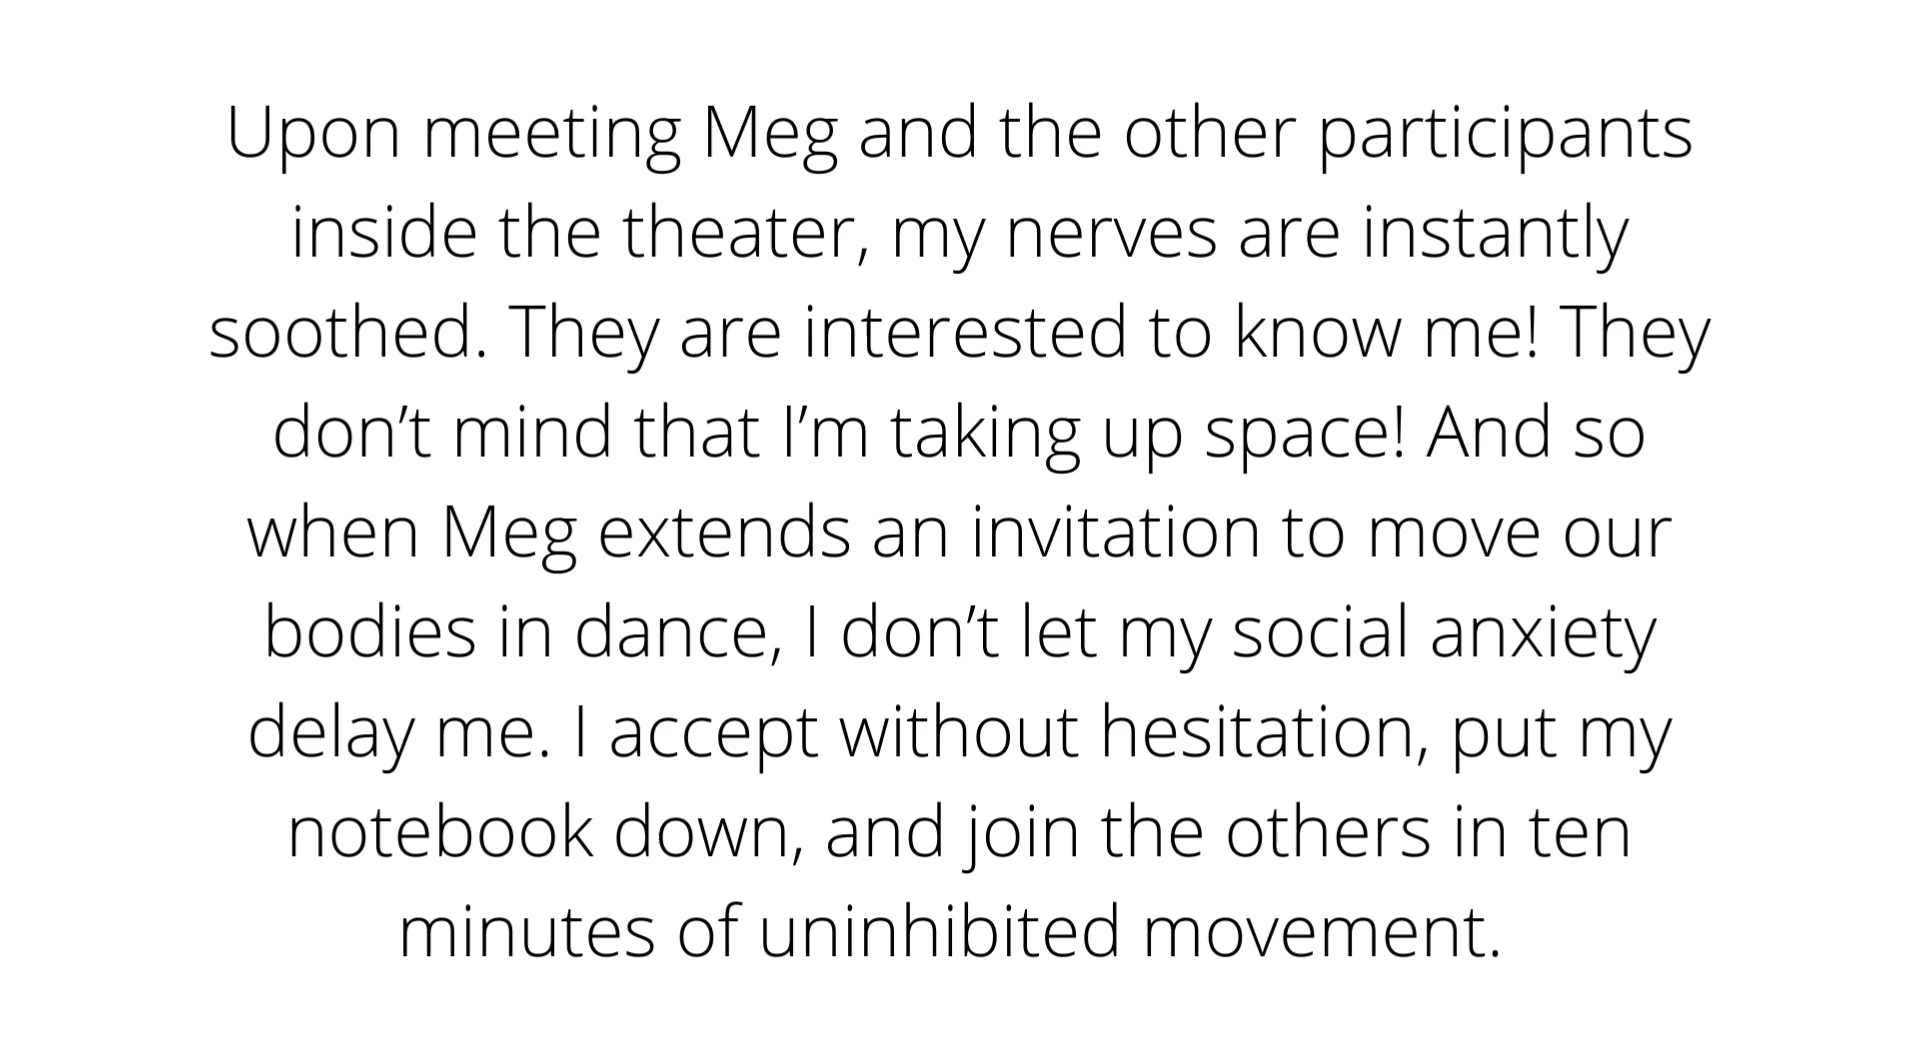 Upon meeting Meg and the other participants
inside the theater, my nerves are instantly
soothed. They are interested to know me! They
don’t mind that I’m taking up space! And so
when Meg extends an invitation to move our
bodies in dance, I don’t let my social anxiety
delay me. I accept without hesitation, put my
notebook down, and join the others in ten
minutes of uninhibited movement.